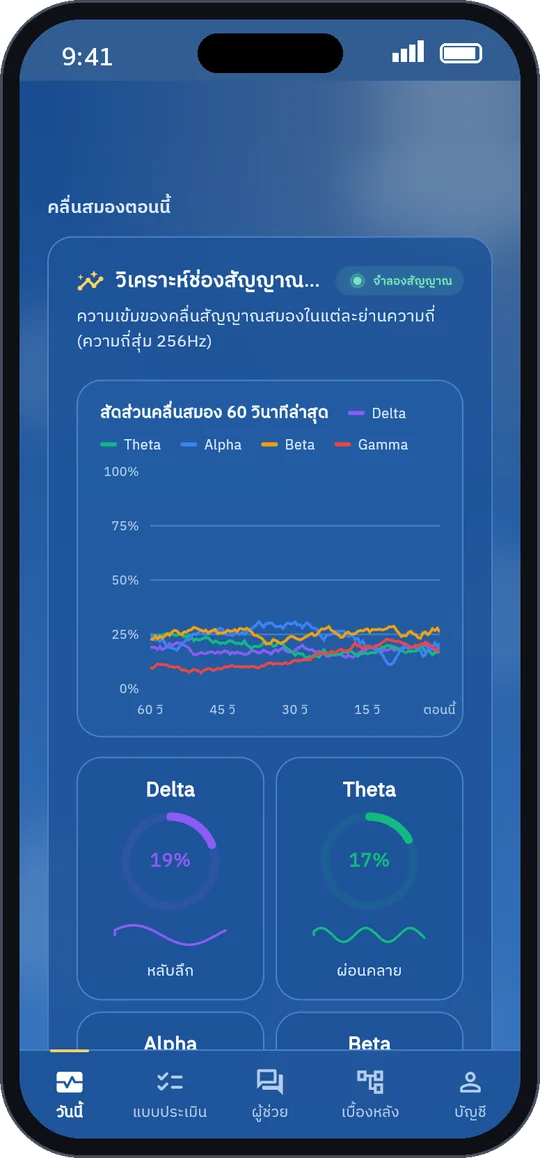 9:41
คลื่นสมองตอนนี้
วิเคราะห์ช่องสัญญาณ...
จำลองสัญญาณ
ความเข้มของคลื่นสัญญาณสมองในแต่ละย่านความถี่
(ความถี่สุ่ม 256Hz)
สัดส่วนคลื่นสมอง 60 วินาทีล่าสุด
Delta
Theta
Alpha
Beta
Gamma
100%
75%
50%
25%
0%
60 วิ
45 วิ
30 วิ
15 วิ
ตอนนี้
Delta
Theta
19%
17%
หลับลึก
ผ่อนคลาย
Alpha
Beta
วันนี้
แบบประเมิน
ผู้ช่วย
เบื้องหลัง
บัญชี